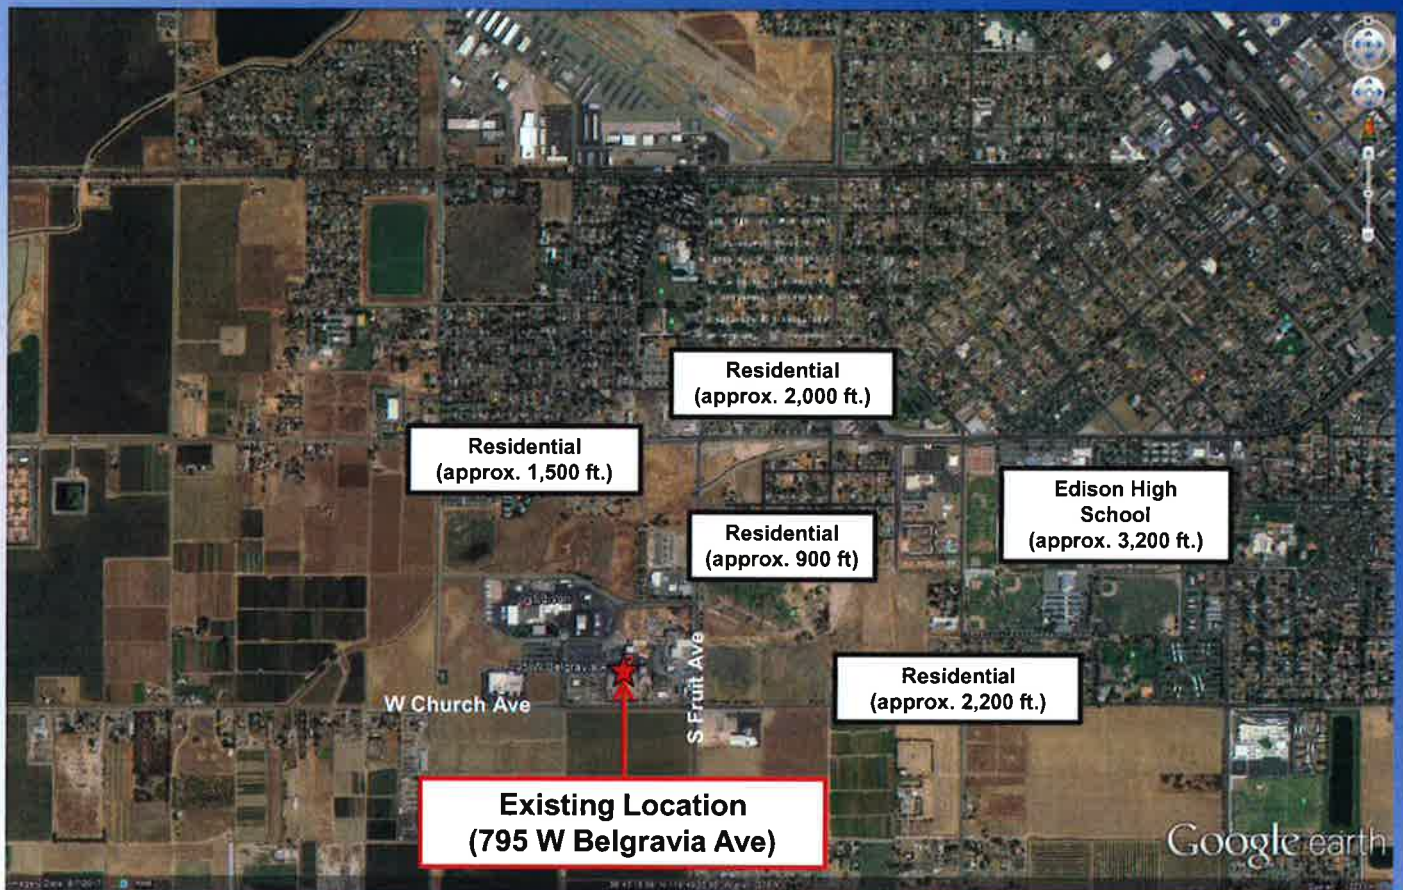 Residential
(approx. 2,000 ft.)
Residential
(approx. 1,500 ft.)
Edison High
School
(approx. 3,200 ft.)
Residential
(approx. 900 ft)
S Fruit Ave
Residential
(approx. 2,200 ft.)
W Church Ave
Existing Location
(795 W Belgravia Ave)
Google earth